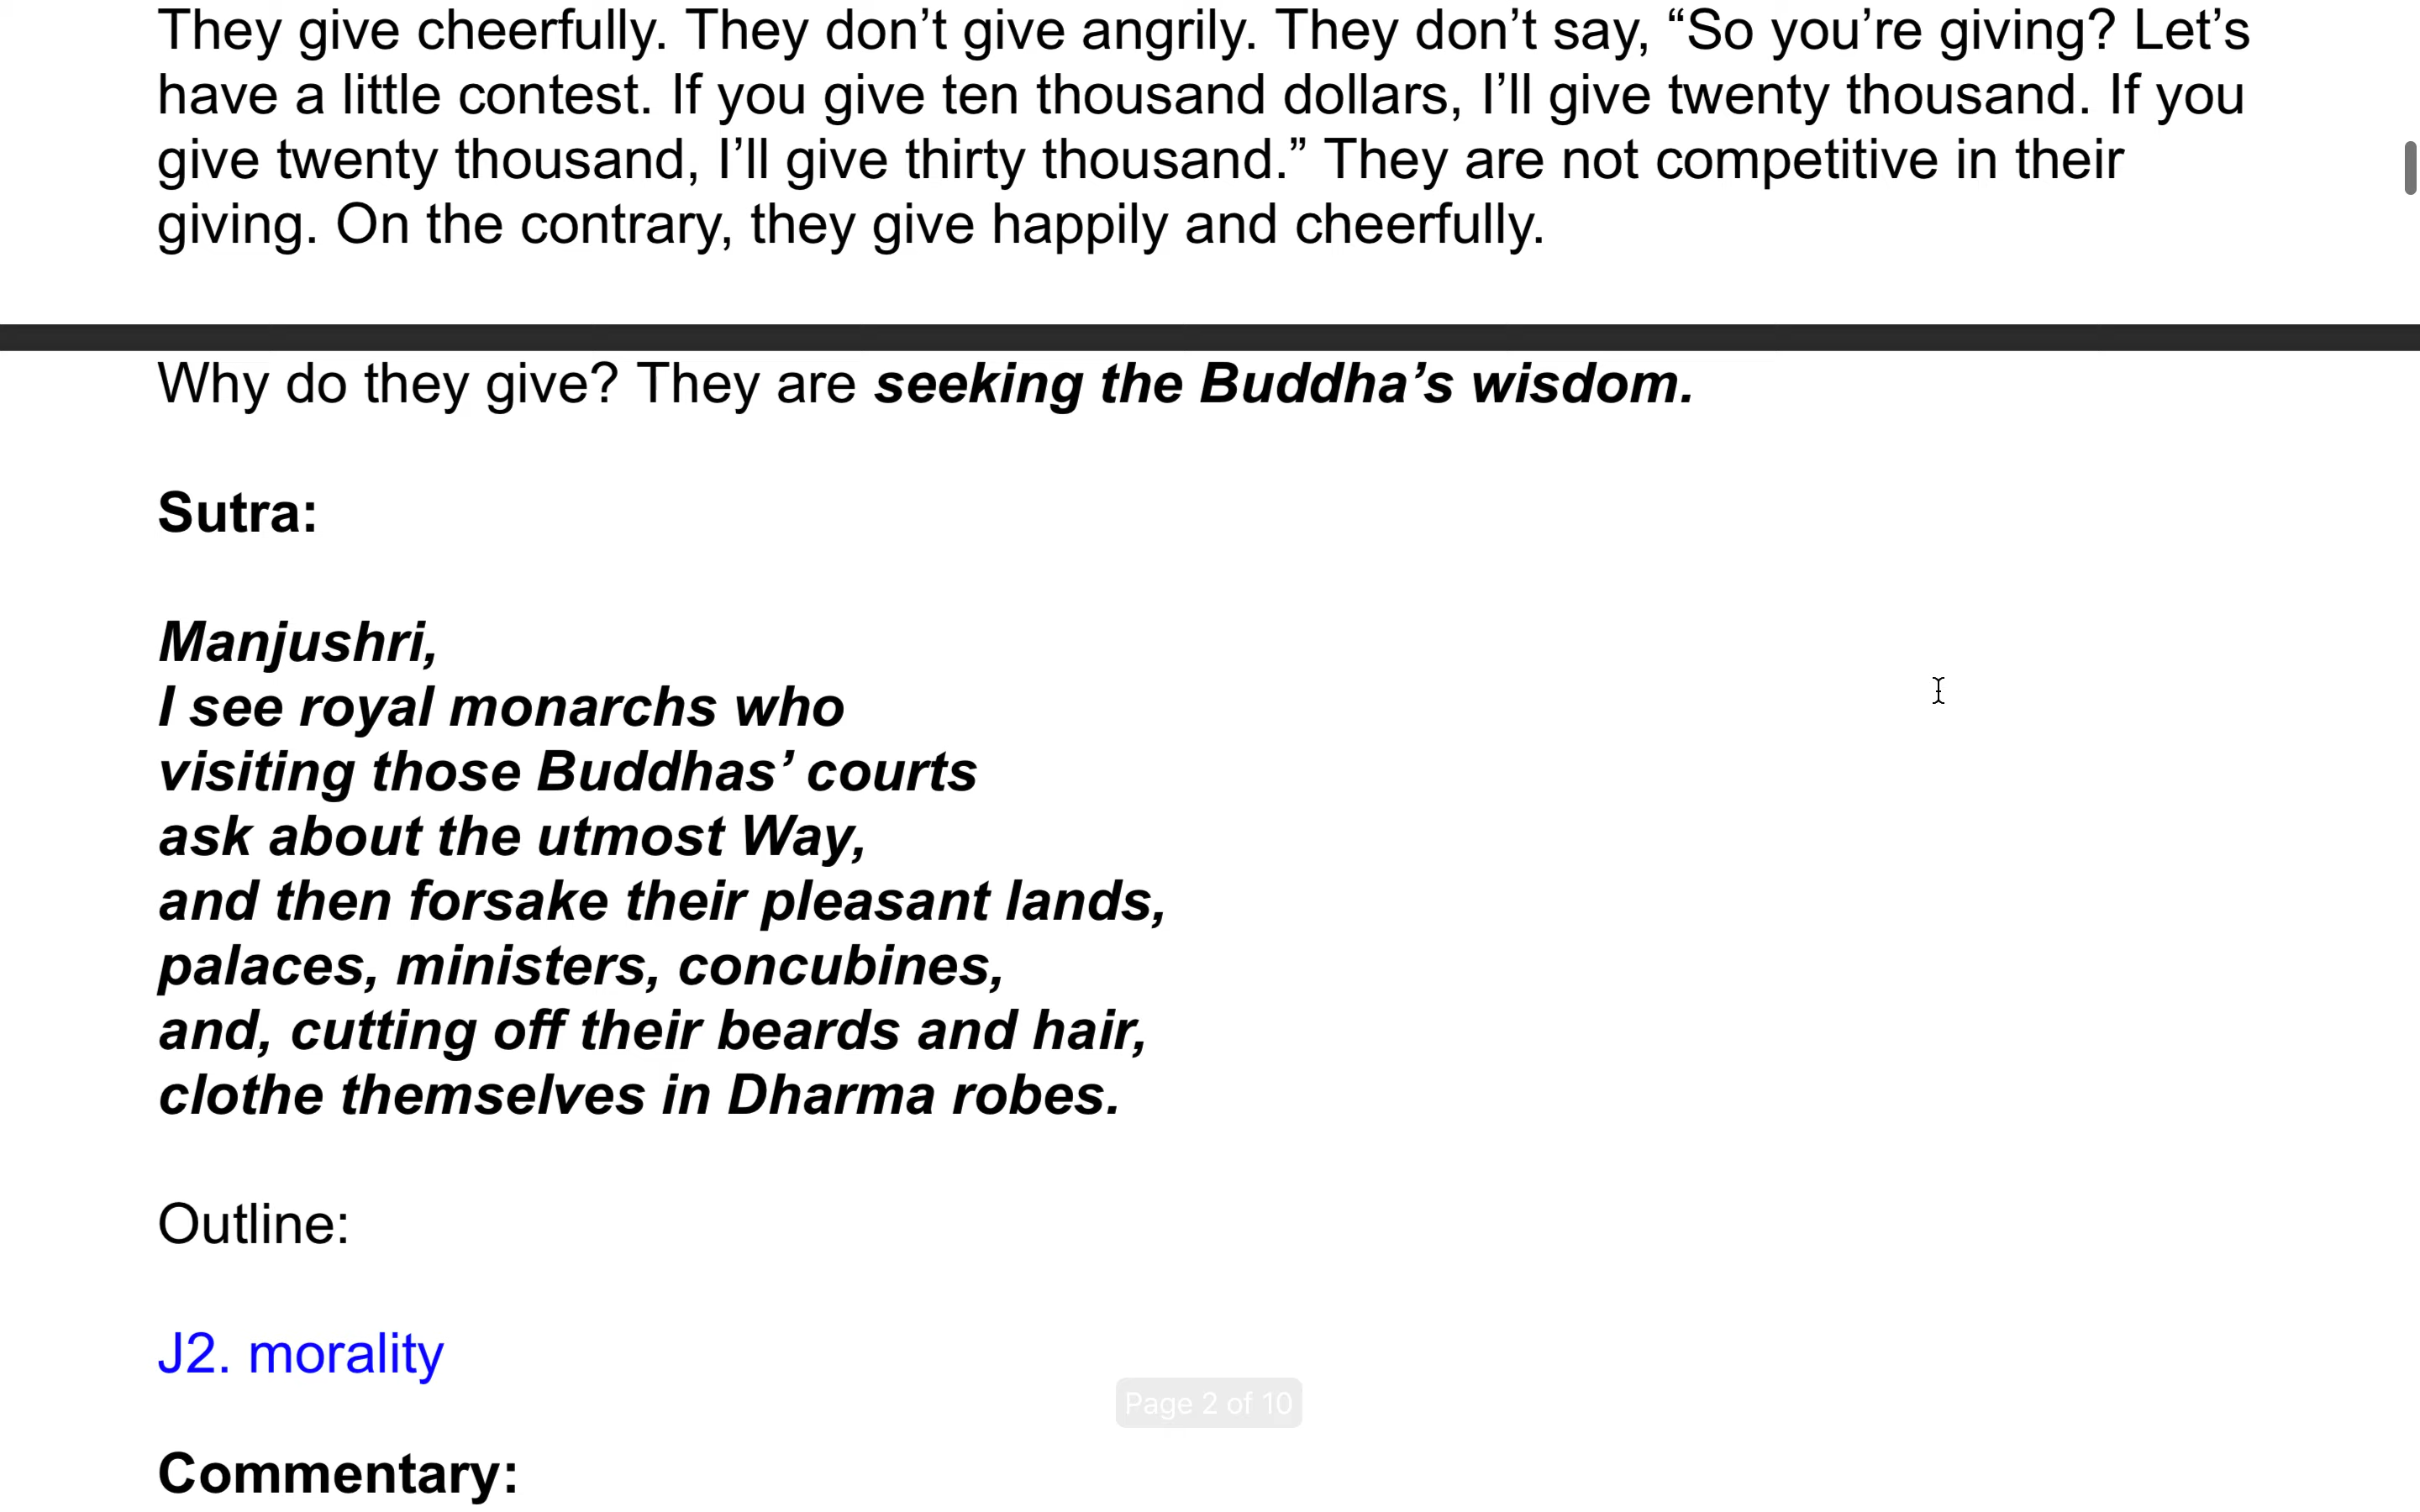 They give cheerfully. They don’t give angrily. They don’t say, “So you’re giving? Let’s
have a little contest. If you give ten thousand dollars, I’ll give twenty thousand. If you
give twenty thousand, I’ll give thirty thousand.” They are not competitive in their
giving. On the contrary, they give happily and cheerfully.
Why do they give? They are seeking the Buddha’s wisdom.
Sutra:
Manjushri,
I see royal monarchs who
visiting those Buddhas’ courts
ask about the utmost Way,
and then forsake their pleasant lands,
palaces, ministers, concubines,
and, cutting off their beards and hair,
clothe themselves in Dharma robes.
Outline:
J2. morality
Page 2 of 10
Commentary: